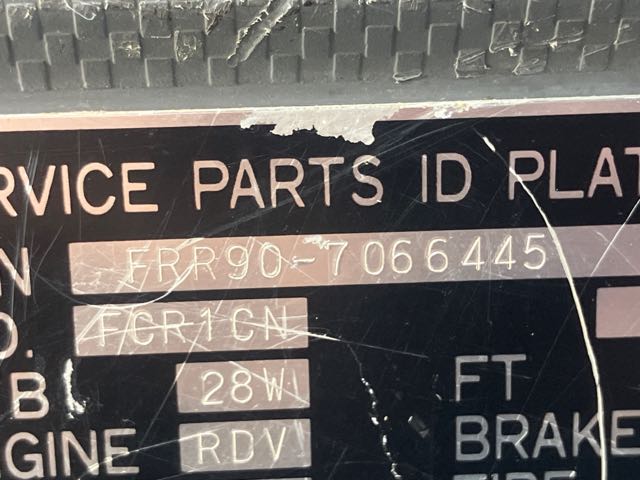 RVICE PARTS ID PLAT
N FRR90-7066445
O. FCR1CN
B 28W
GINE RDV
FT
BRAKE